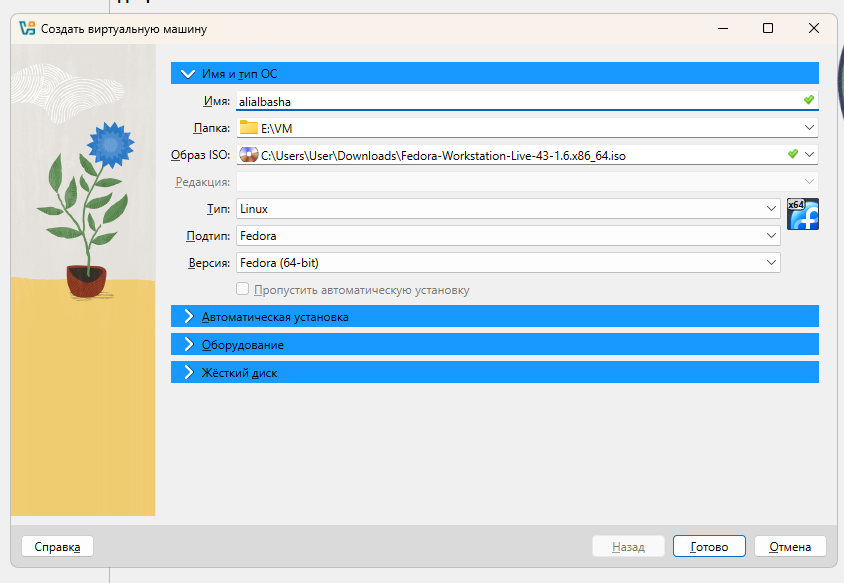 Создать виртуальную машину
Имя и тип ОС
Имя: alialbasha
Папка: E:\VM
Образ ISO: C:\Users\User\Downloads\Fedora-Workstation-Live-43-1.6.x86_64.iso
Редакция:
Тип: Linux
x64
Подтип: Fedora
Версия: Fedora (64-bit)
Пропустить автоматическую установку
Автоматическая установка
Оборудование
Жёсткий диск
Справка Назад Готово Отмена